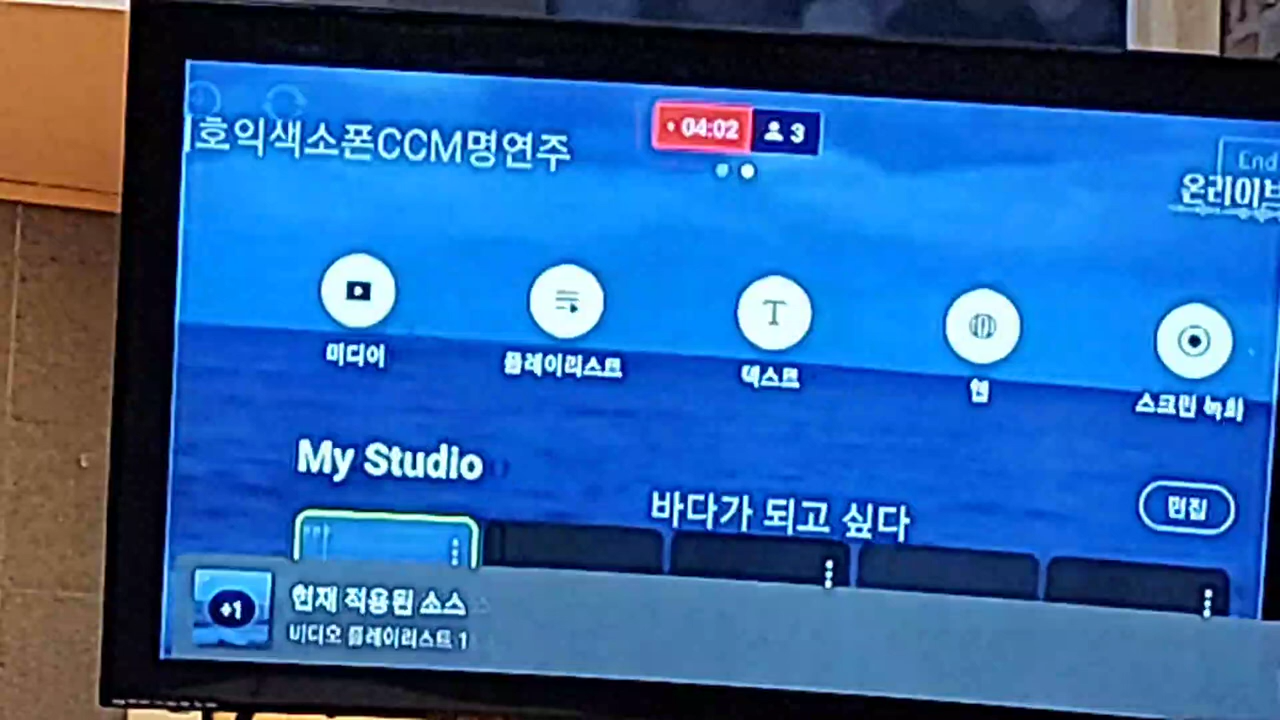 호익색소폰CCM명연주
04:02
3
End
온라이브
미디어
플레이리스트
텍스트
웹
스크린 녹화
My Studio
바다가 되고 싶다
편집
+1
현재 적용된 소스
비디오 플레이리스트 1